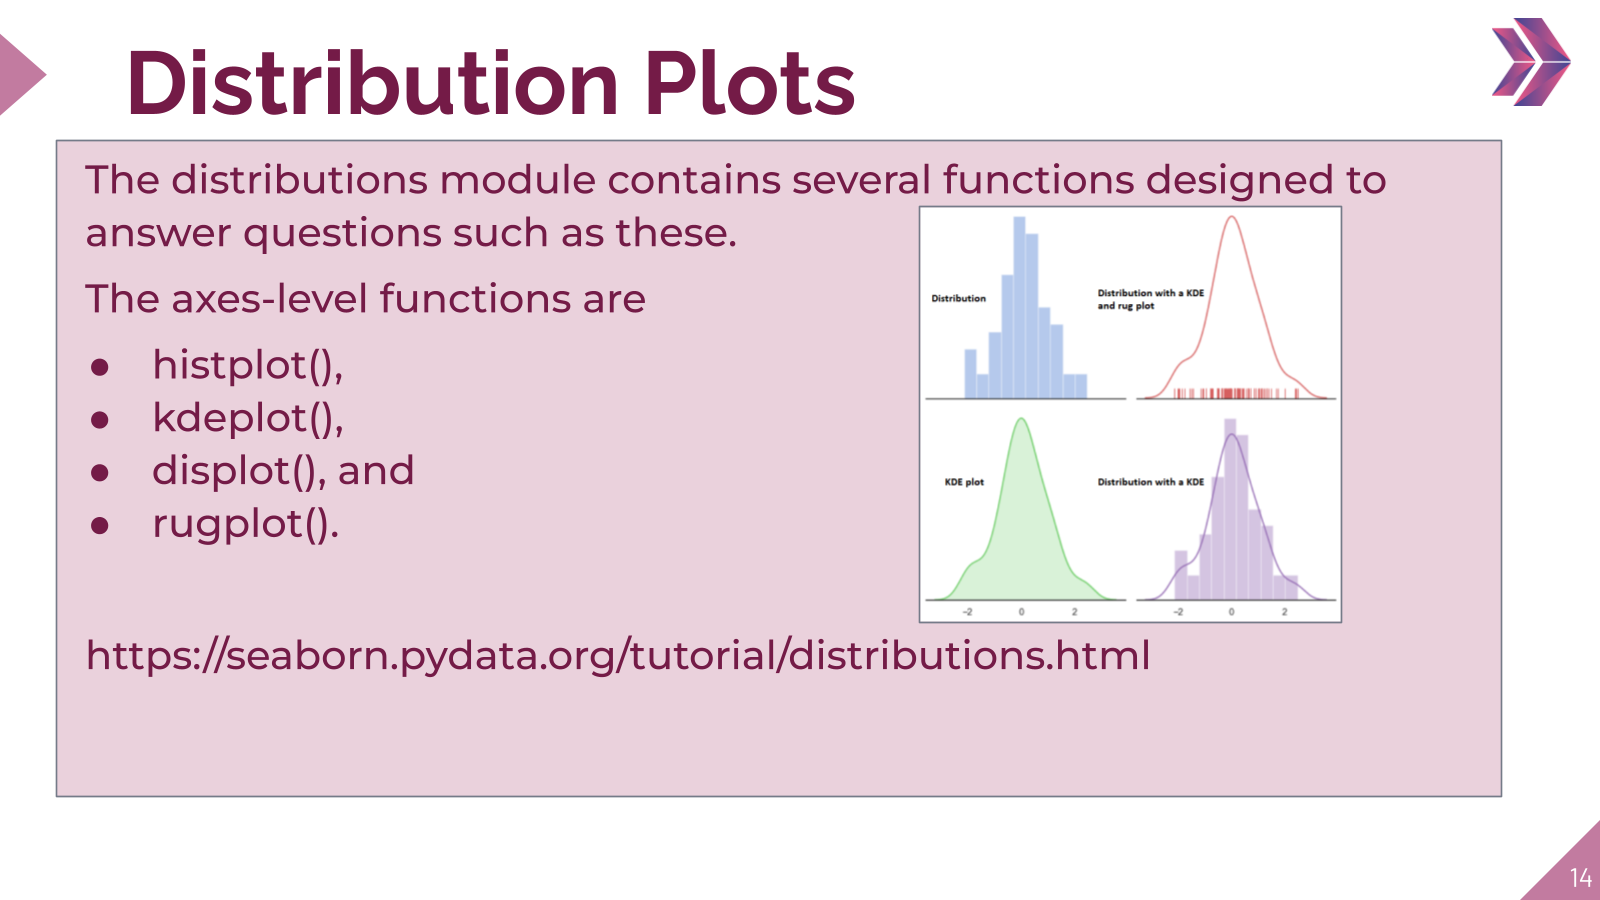 Distribution Plots
The distributions module contains several functions designed to
answer questions such as these.
The axes-level functions are
● histplot(),
● kdeplot(),
● displot(), and
● rugplot().
Distribution
Distribution with a KDE
and rug plot
KDE plot
Distribution with a KDE
-2 0 2
-2 0 2
https://seaborn.pydata.org/tutorial/distributions.html
14